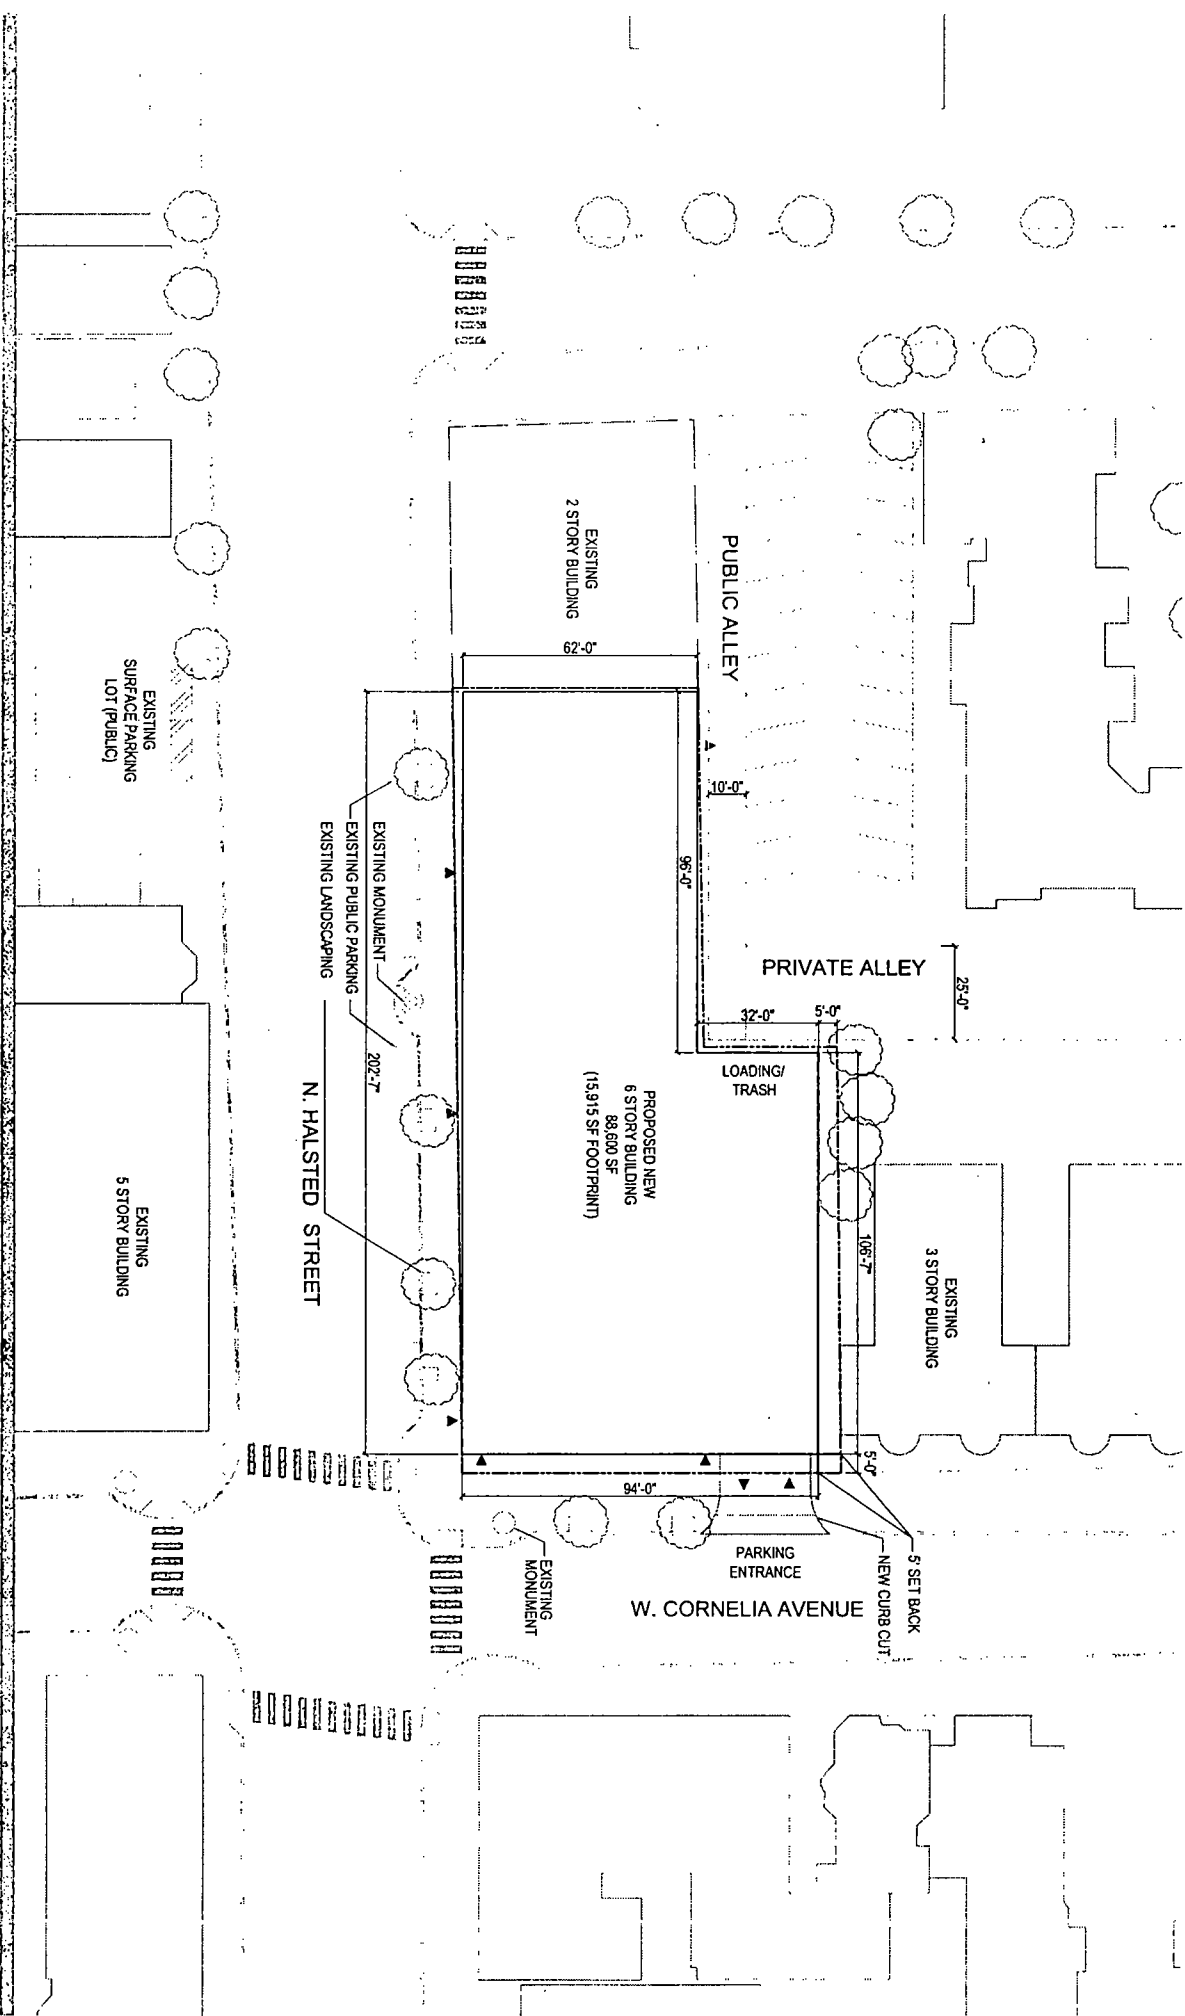 EXISTING
2 STORY BUILDING
PUBLIC ALLEY
62'-0"
EXISTING
SURFACE PARKING
LOT (PUBLIC)
10'-0"
96'-0"
EXISTING MONUMENT
EXISTING PUBLIC PARKING
EXISTING LANDSCAPING
PRIVATE ALLEY
25'-0"
32'-0"
5'-0"
LOADING/
TRASH
202'-7"
N. HALSTED STREET
PROPOSED NEW
6 STORY BUILDING
88,600 SF
(15,915 SF FOOTPRINT)
EXISTING
5 STORY BUILDING
106'-7"
EXISTING
3 STORY BUILDING
5'-0"
94'-0"
PARKING
ENTRANCE
EXISTING
MONUMENT
5' SET BACK
NEW CURB CUT
W. CORNELIA AVENUE